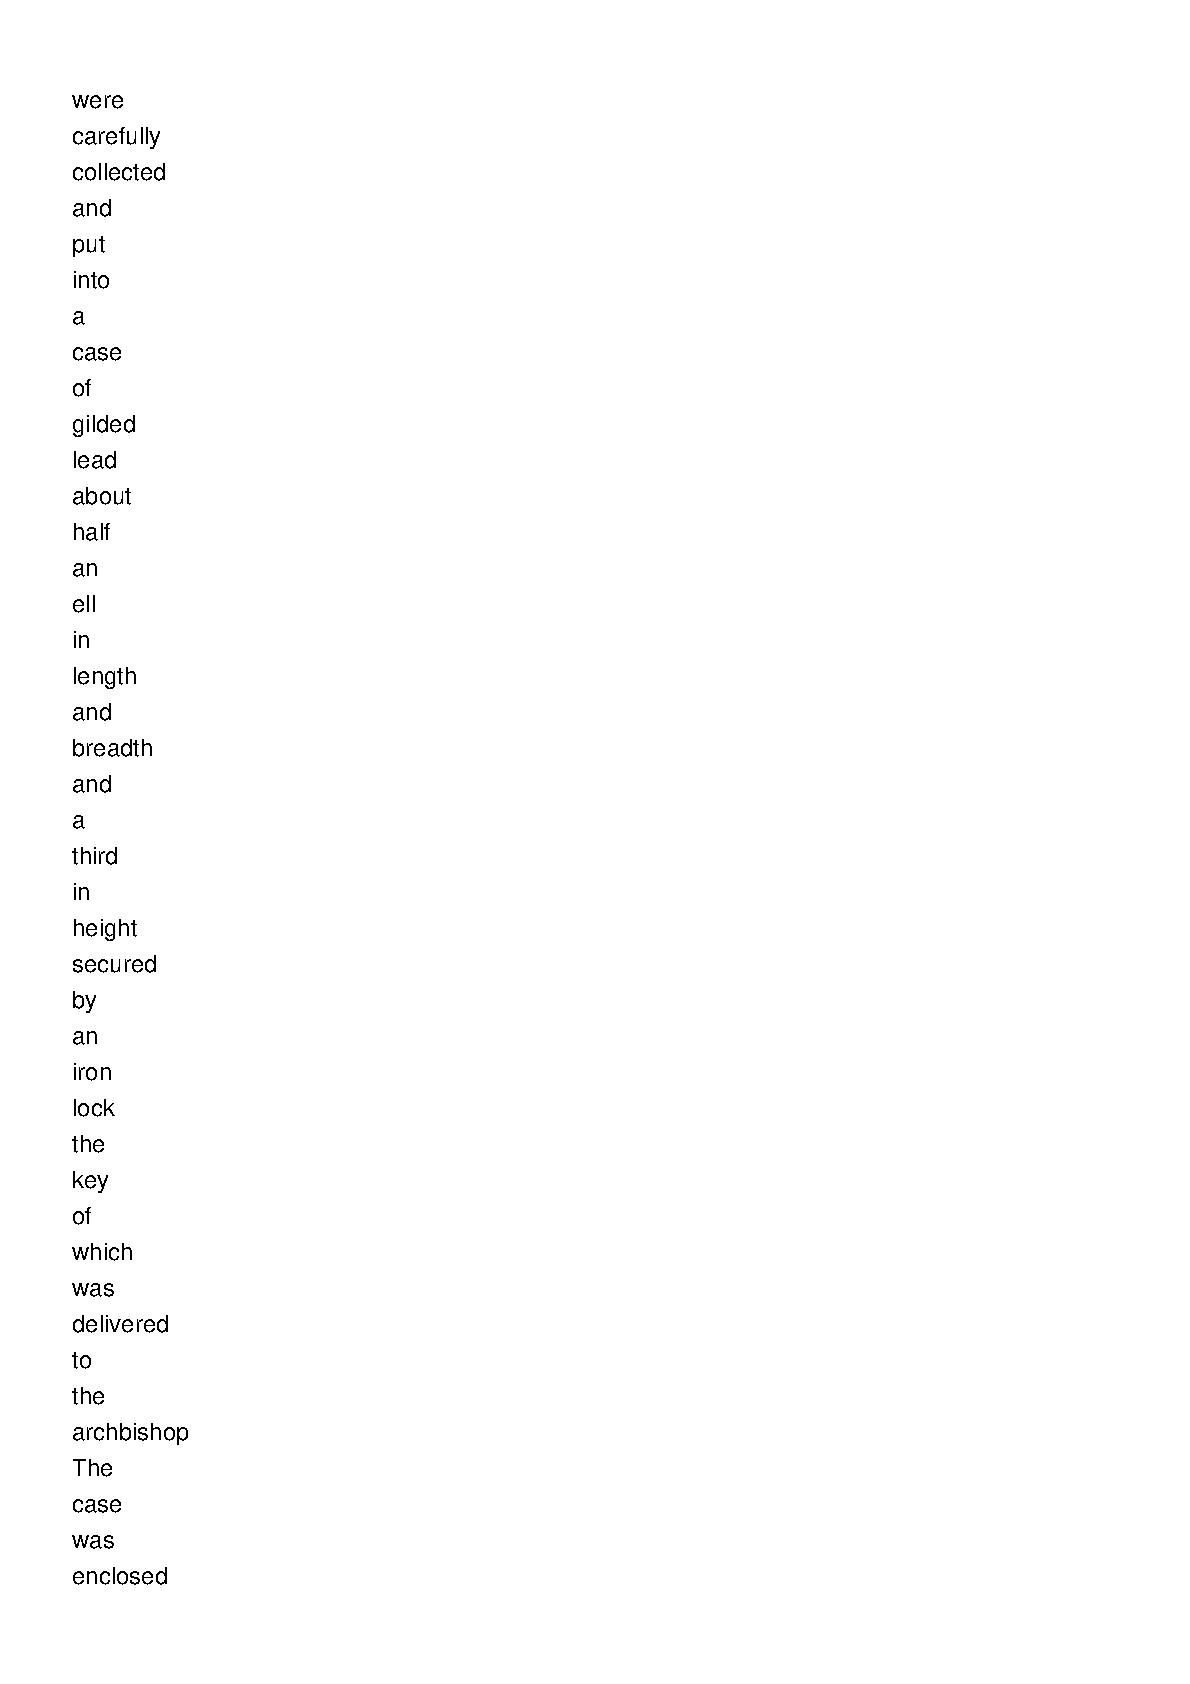 were
carefully
collected
and
put
into
a
case
of
gilded
lead
about
half
an
ell
in
length
and
breadth
and
a
third
in
height
secured
by
an
iron
lock
the
key
of
which
was
delivered
to
the
archbishop
The
case
was
enclosed